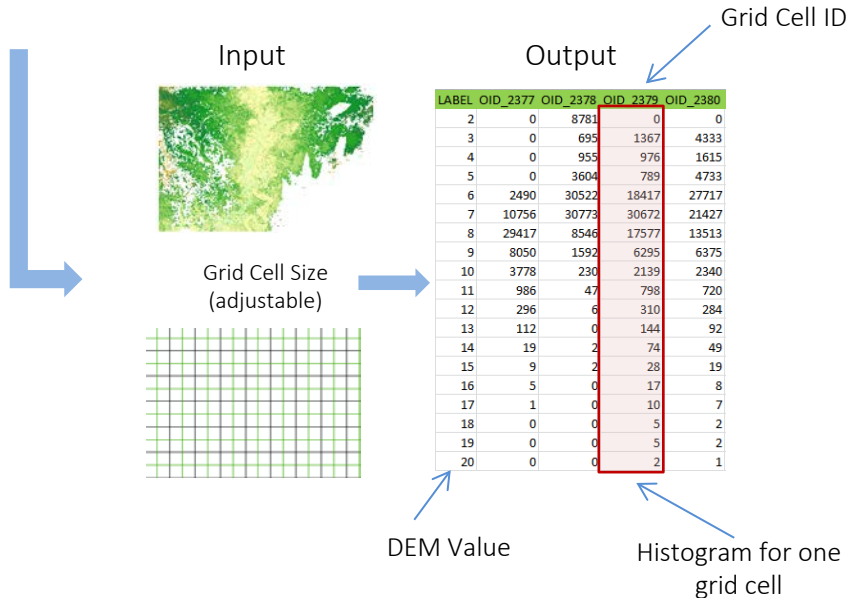 Grid Cell ID
Input
Output
LABEL OID_2377 OID_2378 OID_2379 OID_2380
2 0 8781 0 0
3 0 695 1367 4333
4 0 955 976 1615
5 0 3604 789 4733
6 2490 30522 18417 27717
7 10756 30773 30672 21427
8 29417 8546 17577 13513
9 8050 1592 6295 6375
10 3778 230 2139 2340
11 986 47 798 720
12 296 6 310 284
13 112 0 144 92
14 19 2 74 49
15 9 2 28 19
16 5 0 17 8
17 1 0 10 7
18 0 0 5 2
19 0 0 5 2
20 0 0 2 1
Grid Cell Size
(adjustable)
DEM Value
Histogram for one
grid cell